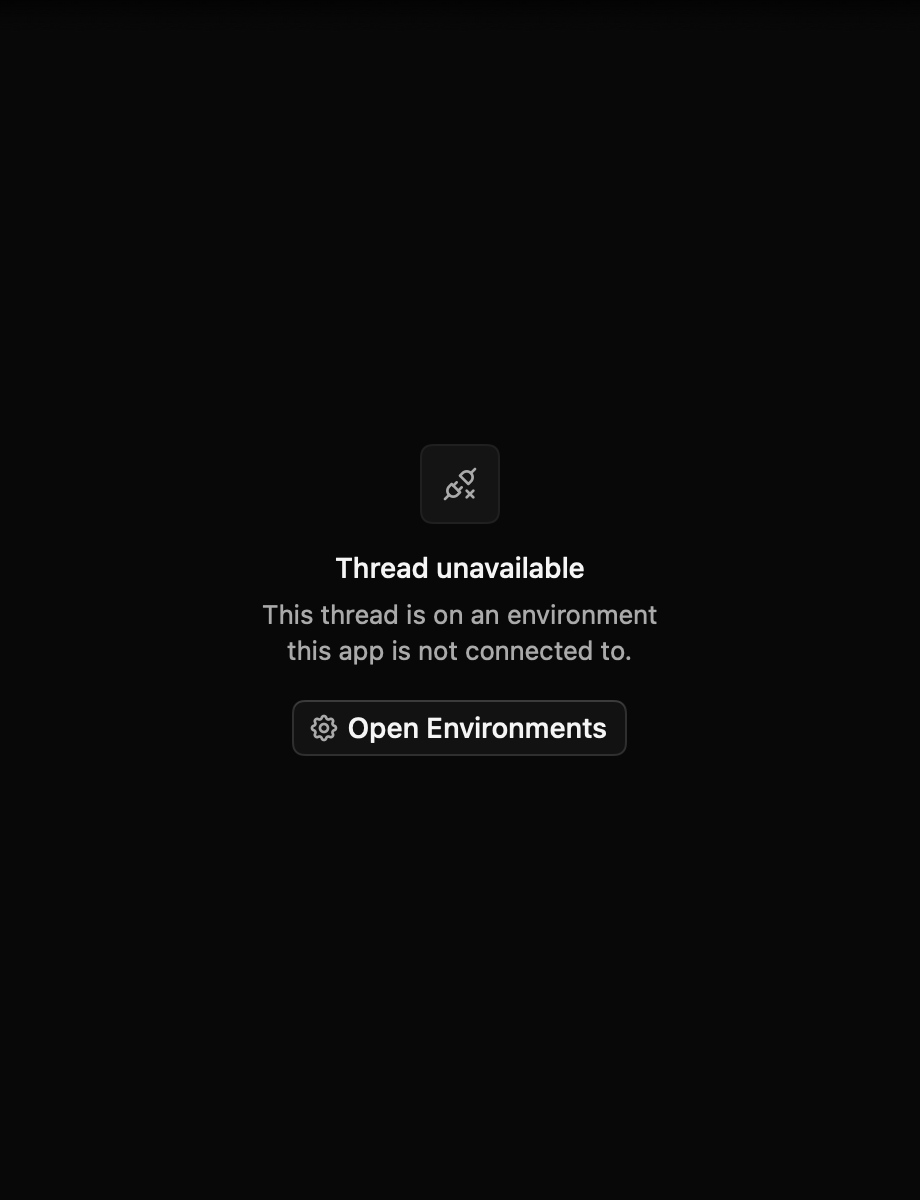 Thread unavailable
This thread is on an environment
this app is not connected to.
Open Environments